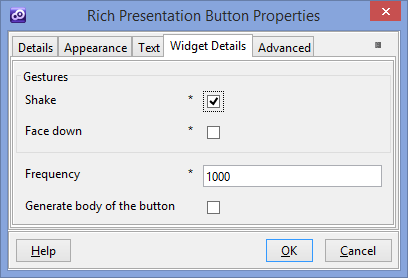 Rich Presentation Button Properties
Details Appearance Text Widget Details Advanced
Gestures
Shake *
Face down *
Frequency * 1000
Generate body of the button
Help OK Cancel